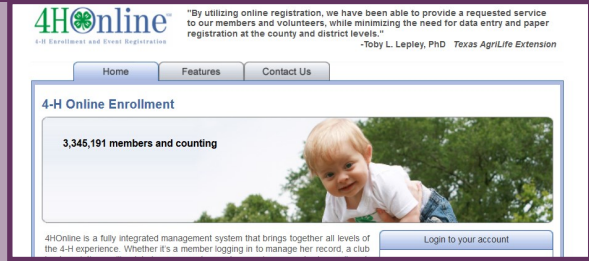 4HOnline™
4-H Enrollment and Event Registration
"By utilizing online registration, we have been able to provide a requested service
to our members and volunteers, while minimizing the need for data entry and paper
registration at the county and district levels."
-Toby L. Lepley, PhD Texas AgriLife Extension
Home Features Contact Us
4-H Online Enrollment
3,345,191 members and counting
4HOnline is a fully integrated management system that brings together all levels of
the 4-H experience. Whether it's a member logging in to manage her record, a club
Login to your account